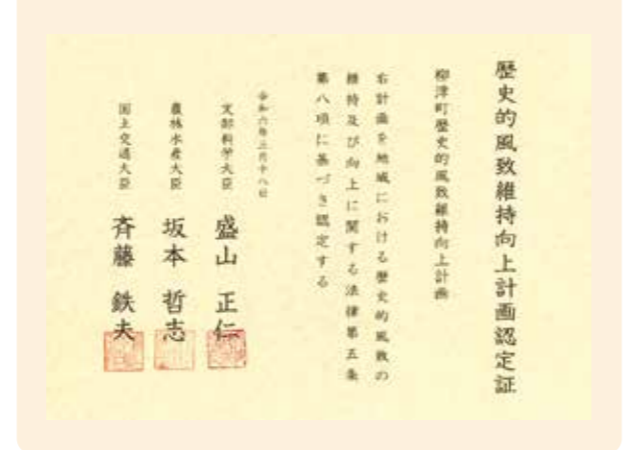 歴史的風致維持向上計画認定証
柳津町歴史的風致維持向上計画
右計画を地域における歴史的風致の
維持及び向上に関する法律第五条
第八項に基づき認定する
令和六年三月十八日
文部科学大臣 盛山 正仁
農林水産大臣 坂本 哲志
国土交通大臣 斉藤 鉄夫